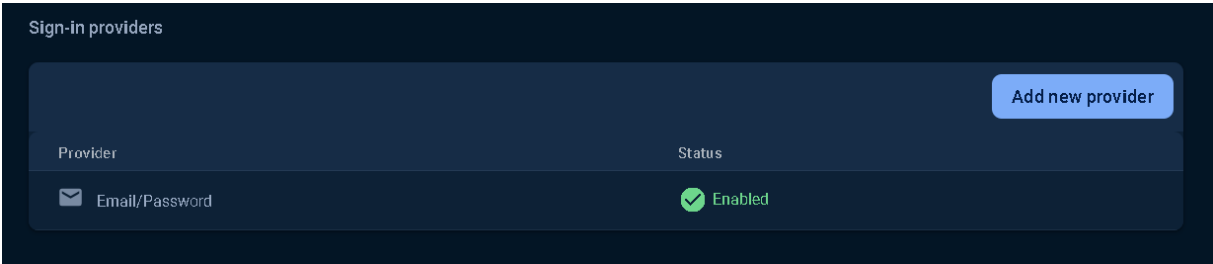 Sign-in providers
Add new provider
Provider Status
Email/Password Enabled